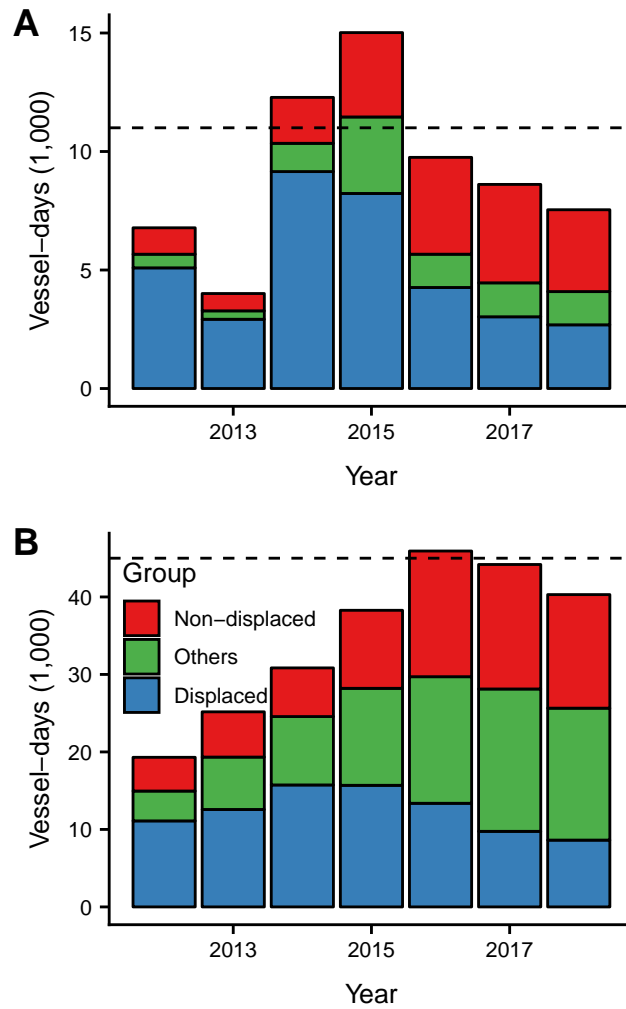 A
Vessel−days (1,000)
15
10
5
0
2013 2015 2017
Year
B
Vessel−days (1,000)
40
30
20
10
0
Group
Non−displaced
Others
Displaced
2013 2015 2017
Year